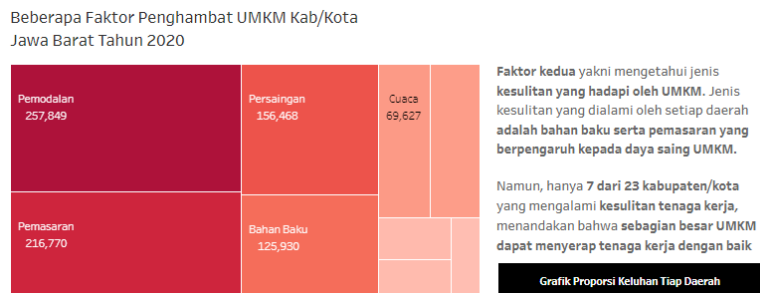 Beberapa Faktor Penghambat UMKM Kab/Kota
Jawa Barat Tahun 2020
Pemodalan
257,849
Persaingan
156,468
Cuaca
69,627
Pemasaran
216,770
Bahan Baku
125,930
Faktor kedua yakni mengetahui jenis
kesulitan yang hadapi oleh UMKM. Jenis
kesulitan yang dialami oleh setiap daerah
adalah bahan baku serta pemasaran yang
berpengaruh kepada daya saing UMKM.
Namun, hanya 7 dari 23 kabupaten/kota
yang mengalami kesulitan tenaga kerja,
menandakan bahwa sebagian besar UMKM
dapat menyerap tenaga kerja dengan baik
Grafik Proporsi Keluhan Tiap Daerah